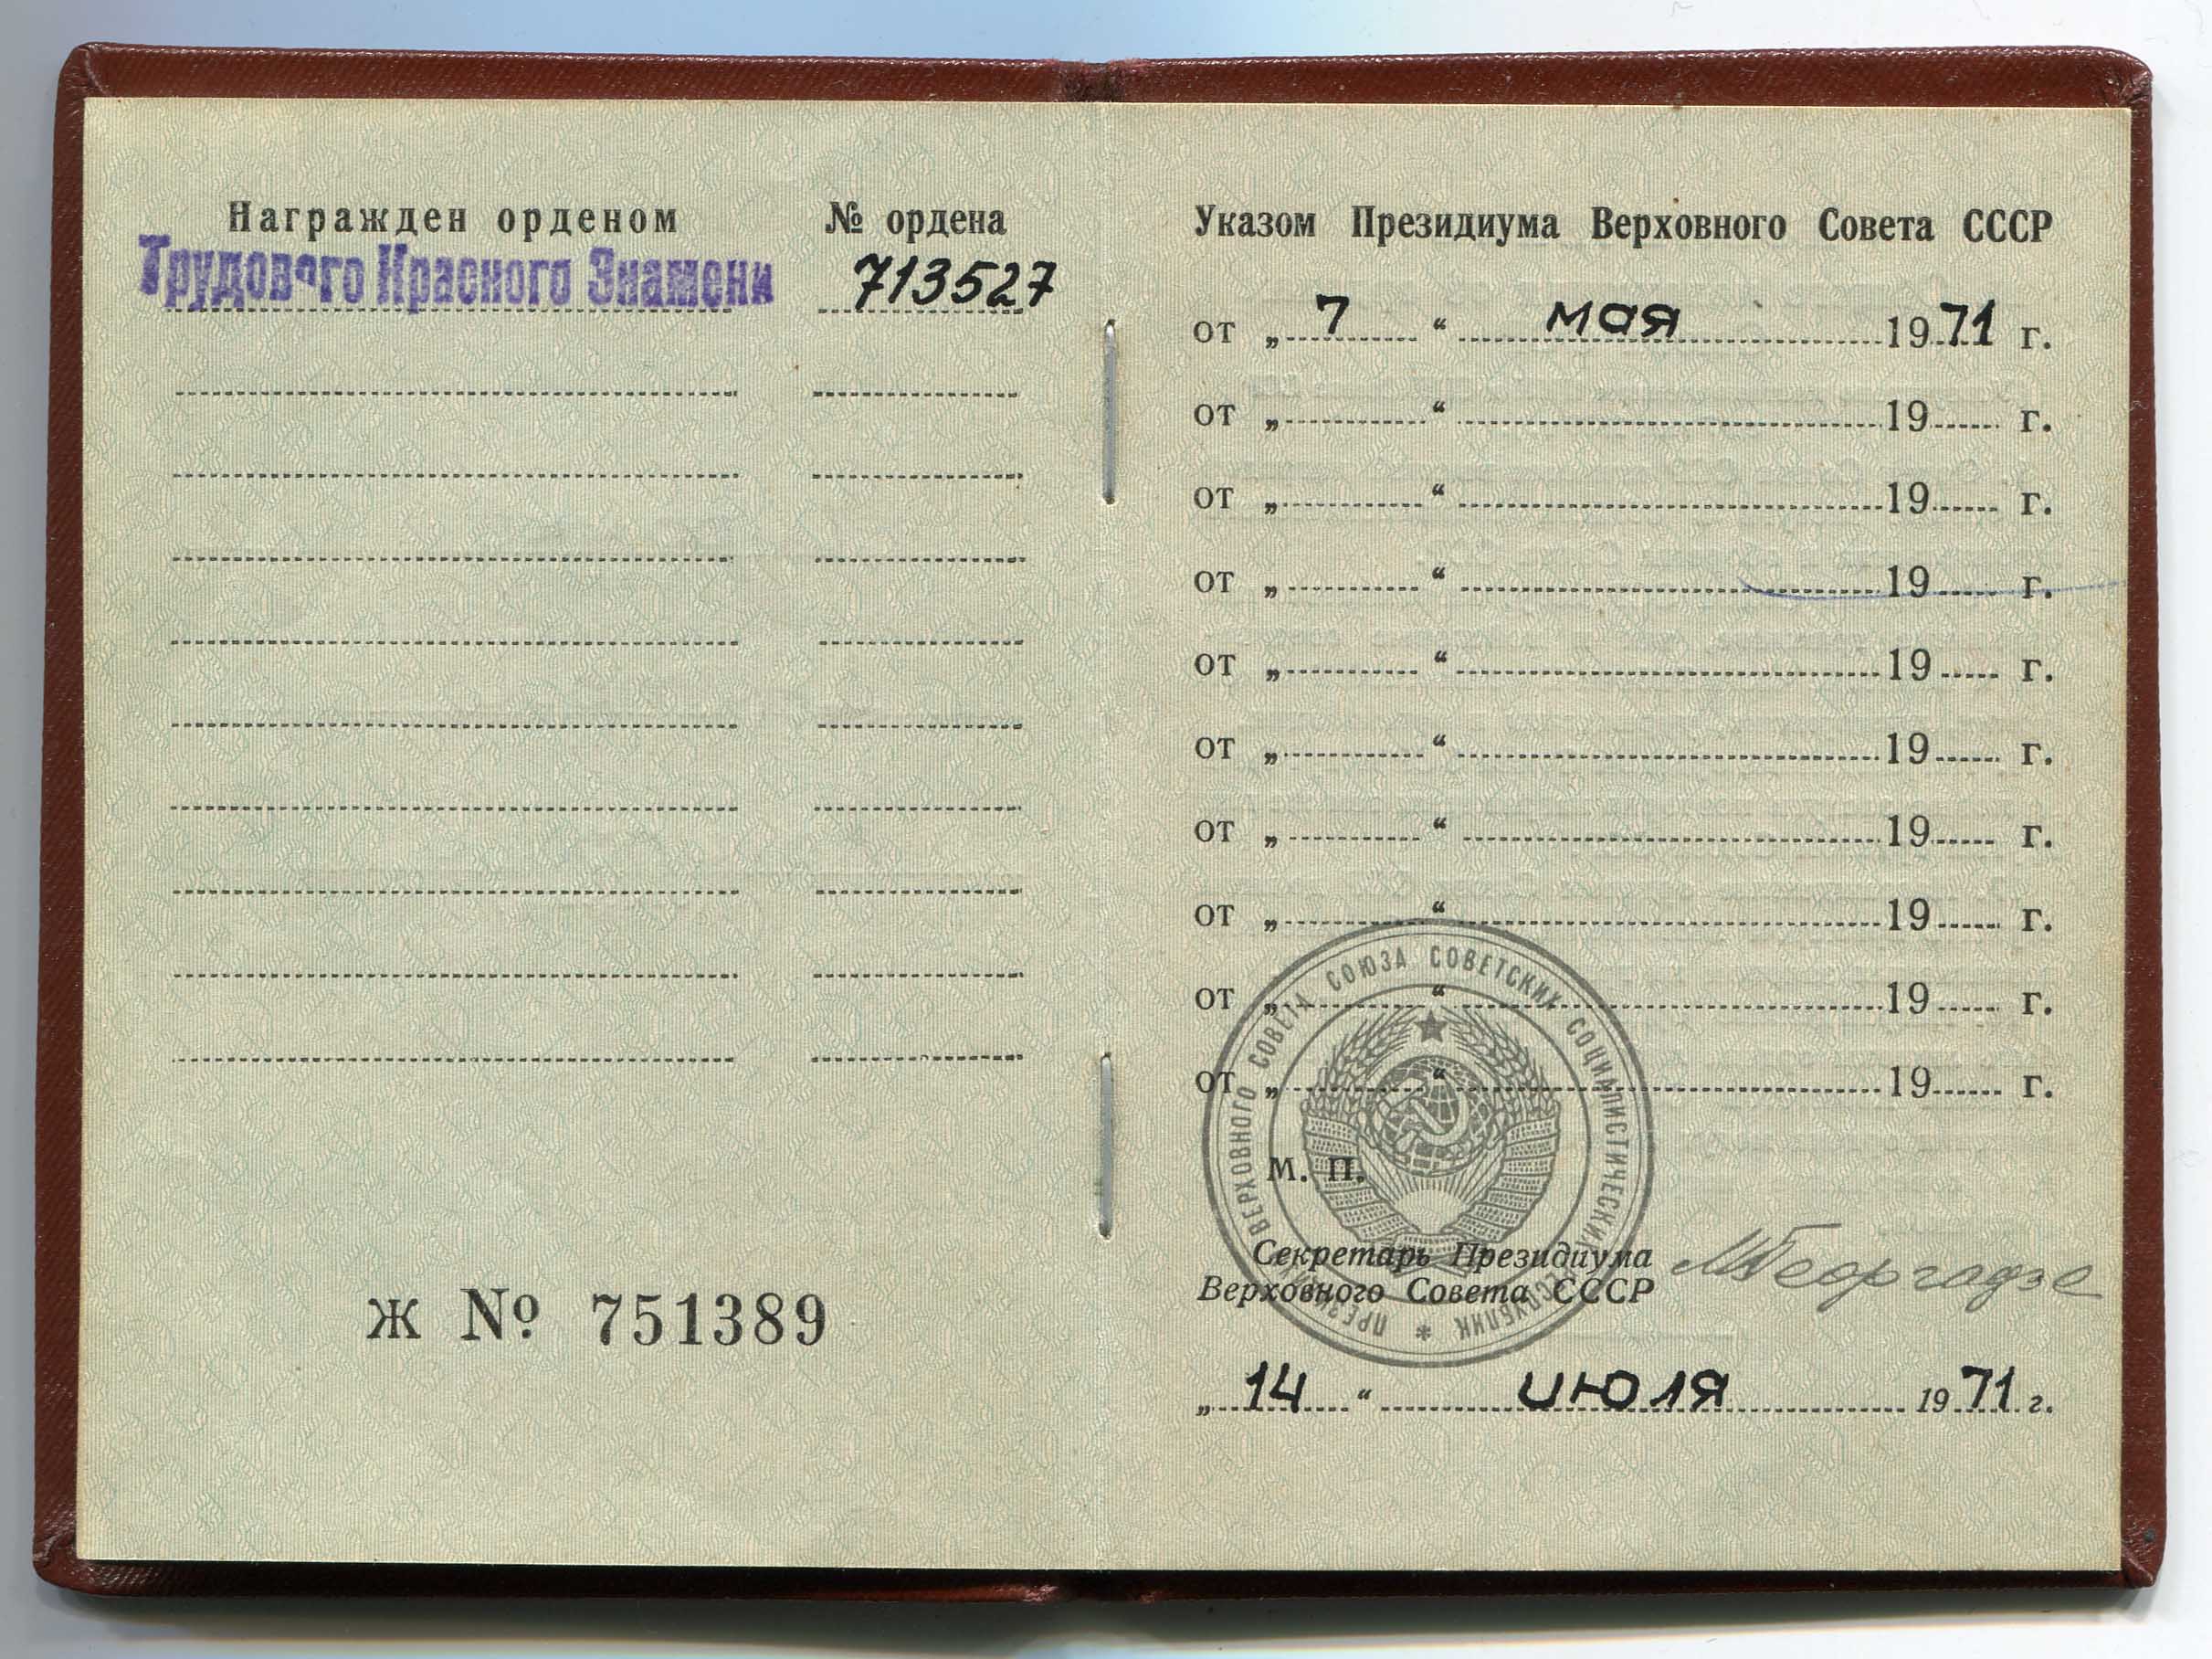 Награжден орденом № ордена
Трудового Красного Знамени 713527
Ж № 751389
Указом Президиума Верховного Совета СССР
от „ 7 “ мая 1971 г.
от „ “ 19 г.
от „ “ 19 г.
от „ “ 19 г.
от „ “ 19 г.
от „ “ 19 г.
от „ “ 19 г.
от „ “ 19 г.
от „ “ 19 г.
от „ “ 19 г.
ПРЕЗИДИУМ ВЕРХОВНОГО СОВЕТА СОЮЗА СОВЕТСКИХ СОЦИАЛИСТИЧЕСКИХ РЕСПУБЛИК *
М. П.
Секретарь Президиума
Верховного Совета СССР МГеоргадзе
„ 14 “ июля 1971 г.